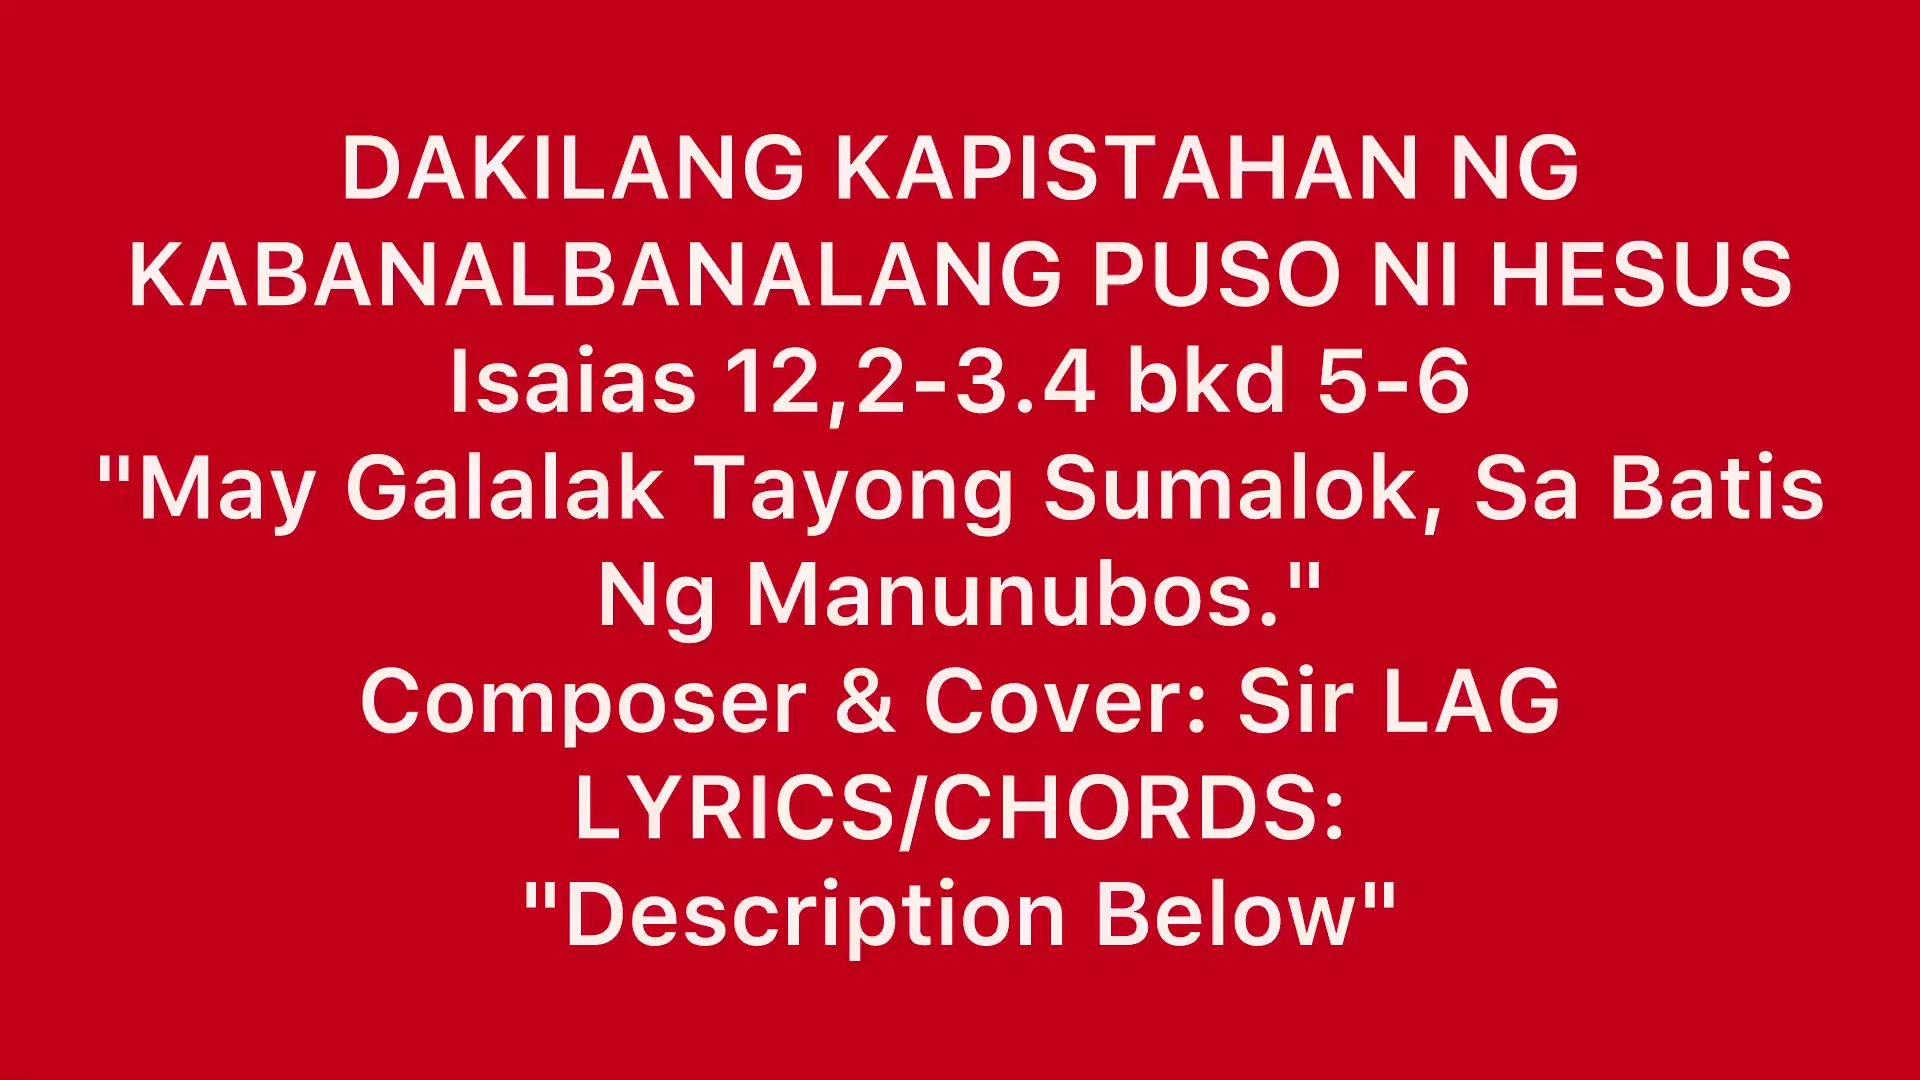 DAKILANG KAPISTAHAN NG
KABANALBANALANG PUSO NI HESUS
Isaias 12,2-3.4 bkd 5-6
"May Galalak Tayong Sumalok, Sa Batis
Ng Manunubos."
Composer & Cover: Sir LAG
LYRICS/CHORDS:
"Description Below"